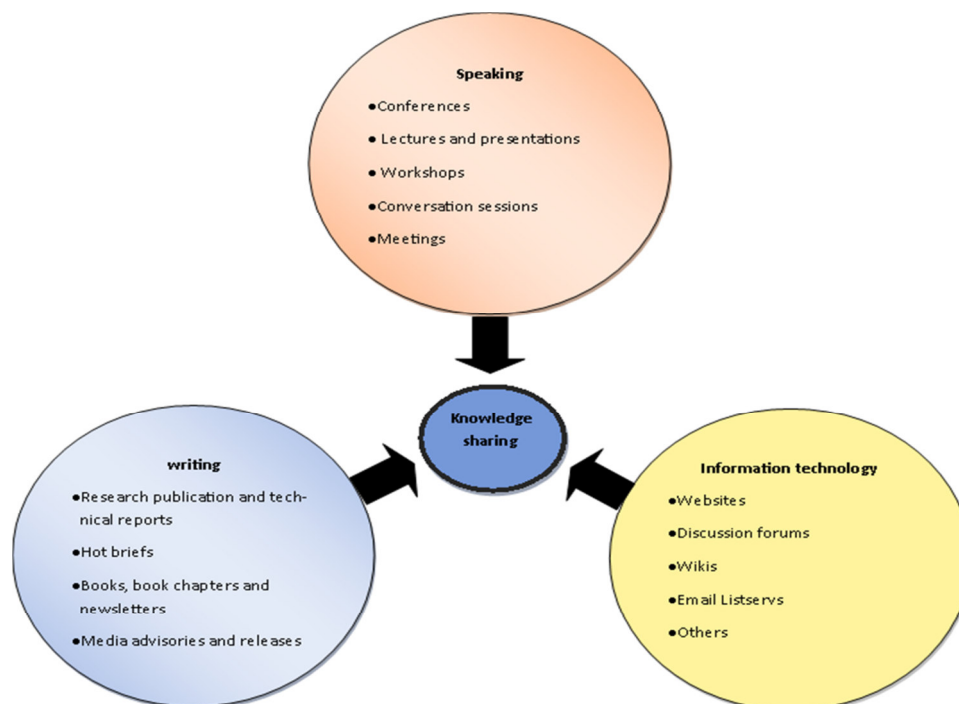 Speaking
●Conferences
● Lectures and presentations
● Workshops
●Conversation sessions
●Meetings
Knowledge
sharing
writing
●Research publication and tech-
nical reports
●Hot briefs
●Books, book chapters and
newsletters
●Media advisories and releases
Information technology
●Websites
●Discussion forums
●Wikis
●Email Listservs
●Others